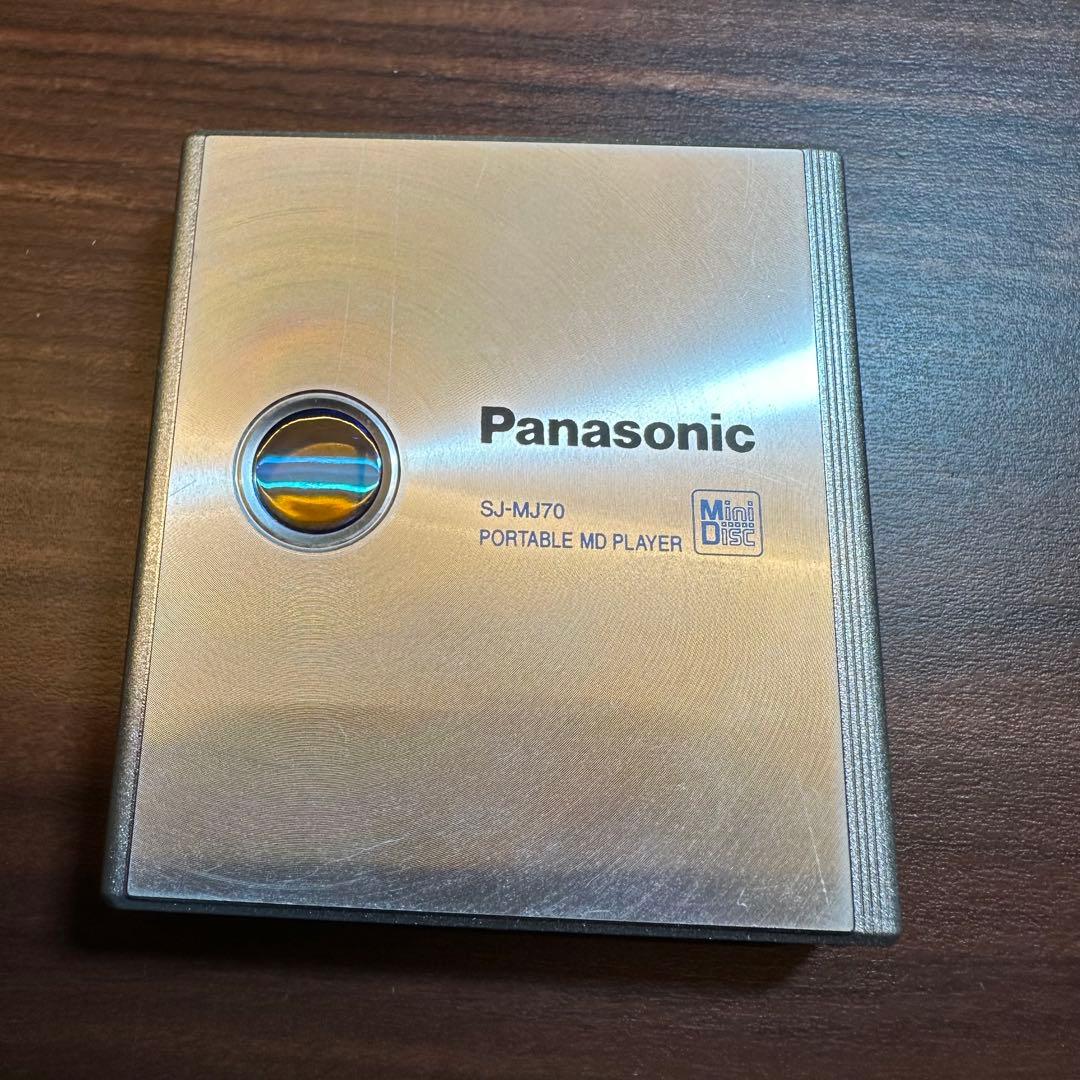 Panasonic
SJ-MJ70
PORTABLE MD PLAYER
Mini
Disc